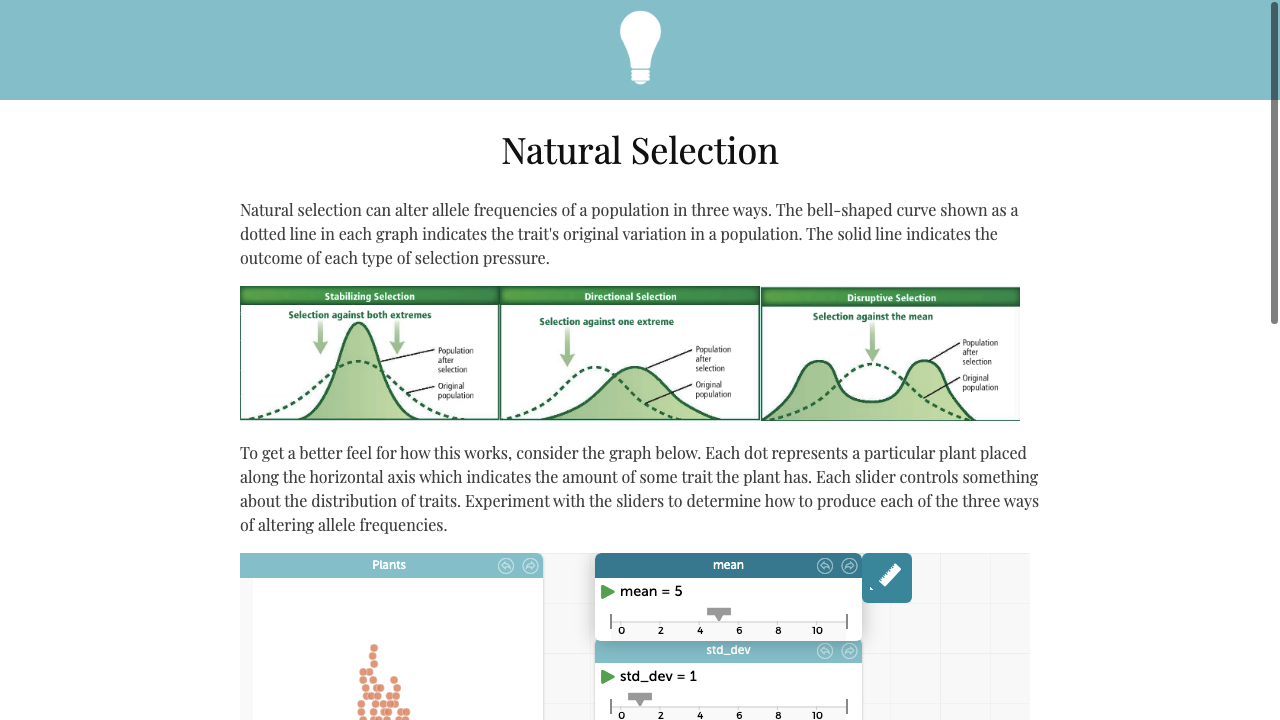 Natural Selection
Natural selection can alter allele frequencies of a population in three ways. The bell-shaped curve shown as a
dotted line in each graph indicates the trait's original variation in a population. The solid line indicates the
outcome of each type of selection pressure.
Stabilizing Selection
Selection against both extremes
Population
after
selection
Original
population
Directional Selection
Selection against one extreme
Population
after
selection
Original
population
Disruptive Selection
Selection against the mean
Population
after
selection
Original
population
To get a better feel for how this works, consider the graph below. Each dot represents a particular plant placed
along the horizontal axis which indicates the amount of some trait the plant has. Each slider controls something
about the distribution of traits. Experiment with the sliders to determine how to produce each of the three ways
of altering allele frequencies.
Plants
mean
mean = 5
0 2 4 6 8 10
std_dev
std_dev = 1
0 2 4 6 8 10